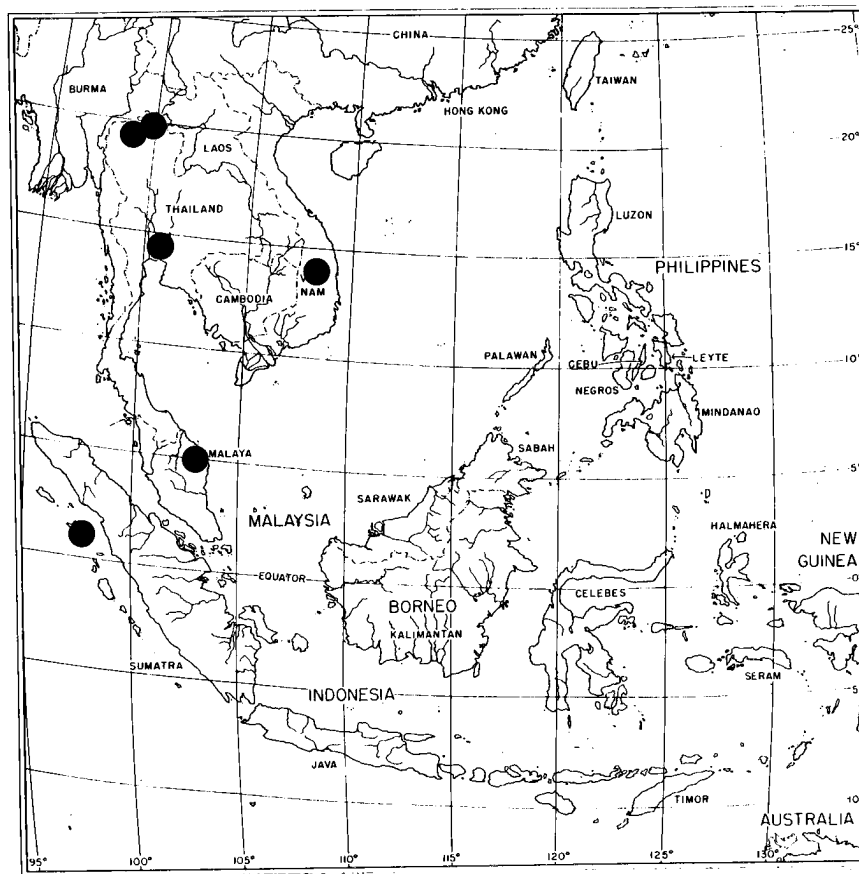 CHINA
25°
BURMA
TAIWAN
HONG KONG
LAOS
20°
THAILAND
LUZON
15°
PHILIPPINES
NAM
CAMBODIA
PALAWAN
CEBU
LEYTE
10°
NEGROS
MINDANAO
MALAYA
SABAH
5°
SARAWAK
MALAYSIA
HALMAHERA
NEW
GUINEA
EQUATOR
0
CELEBES
BORNEO
KALIMANTAN
SUMATRA
SERAM
INDONESIA
5
JAVA
TIMOR
10
AUSTRALIA
95° 100° 105° 110° 115° 120° 125° 130°